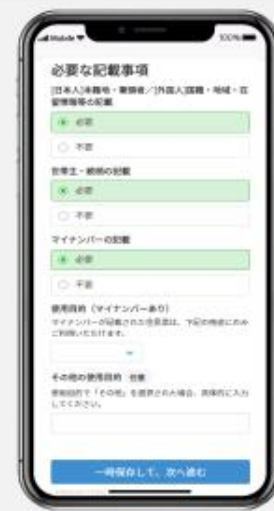 Mobile
100%
必要な記載事項
[日本人]本籍地・筆頭者／[外国人]国籍・地域・在
留情報等の記載
必要
不要
世帯主・続柄の記載
必要
不要
マイナンバーの記載
必要
不要
使用目的（マイナンバーあり）
マイナンバーが記載された住民票は、下記の用途にのみ
ご利用いただけます。
その他の使用目的 任意
使用目的で「その他」を選択された場合、具体的に入力
してください。
一時保存して、次へ進む